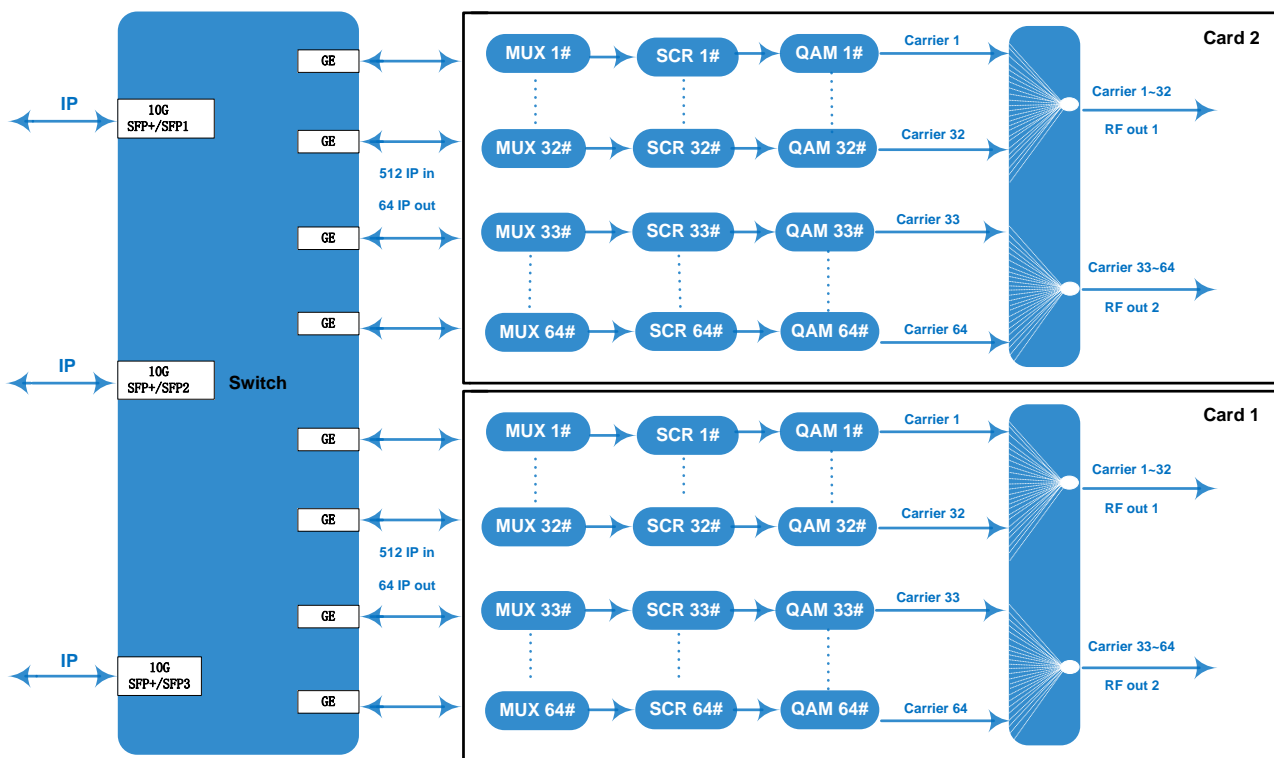 IP
10G
SFP+/SFP1
IP
10G
SFP+/SFP2
Switch
IP
10G
SFP+/SFP3
GE
GE
512 IP in
64 IP out
GE
GE
GE
GE
512 IP in
64 IP out
GE
GE
Card 2
MUX 1#
SCR 1#
QAM 1#
Carrier 1
MUX 32#
SCR 32#
QAM 32#
Carrier 32
Carrier 1~32
RF out 1
MUX 33#
SCR 33#
QAM 33#
Carrier 33
MUX 64#
SCR 64#
QAM 64#
Carrier 64
Carrier 33~64
RF out 2
Card 1
MUX 1#
SCR 1#
QAM 1#
Carrier 1
MUX 32#
SCR 32#
QAM 32#
Carrier 32
Carrier 1~32
RF out 1
MUX 33#
SCR 33#
QAM 33#
Carrier 33
MUX 64#
SCR 64#
QAM 64#
Carrier 64
Carrier 33~64
RF out 2